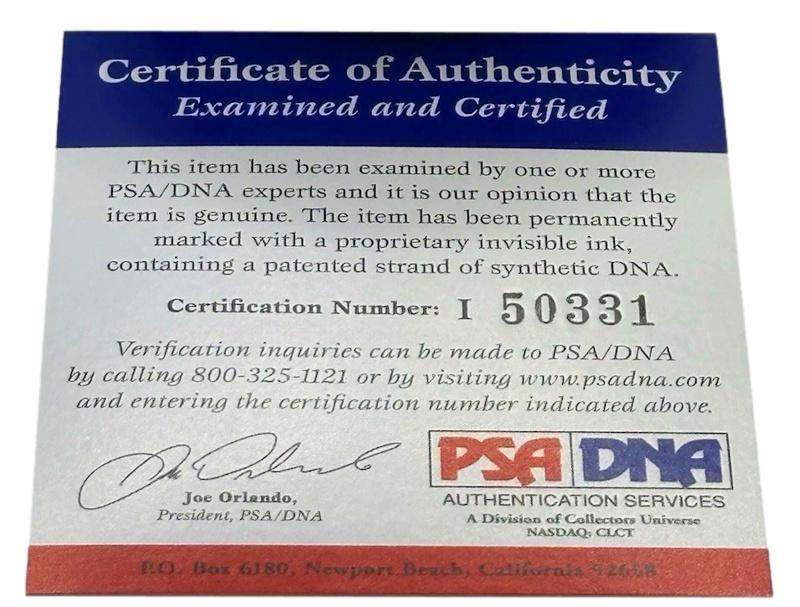 Certificate of Authenticity
Examined and Certified
This item has been examined by one or more
PSA/DNA experts and it is our opinion that the
item is genuine. The item has been permanently
marked with a proprietary invisible ink,
containing a patented strand of synthetic DNA.
Certification Number: I 50331
Verification inquiries can be made to PSA/DNA
by calling 800-325-1121 or by visiting www.psadna.com
and entering the certification number indicated above.
Joe Orlando,
President, PSA/DNA
PSA DNA
AUTHENTICATION SERVICES
A Division of Collectors Universe
NASDAQ: CLCT
P.O. Box 6180, Newport Beach, California 92658